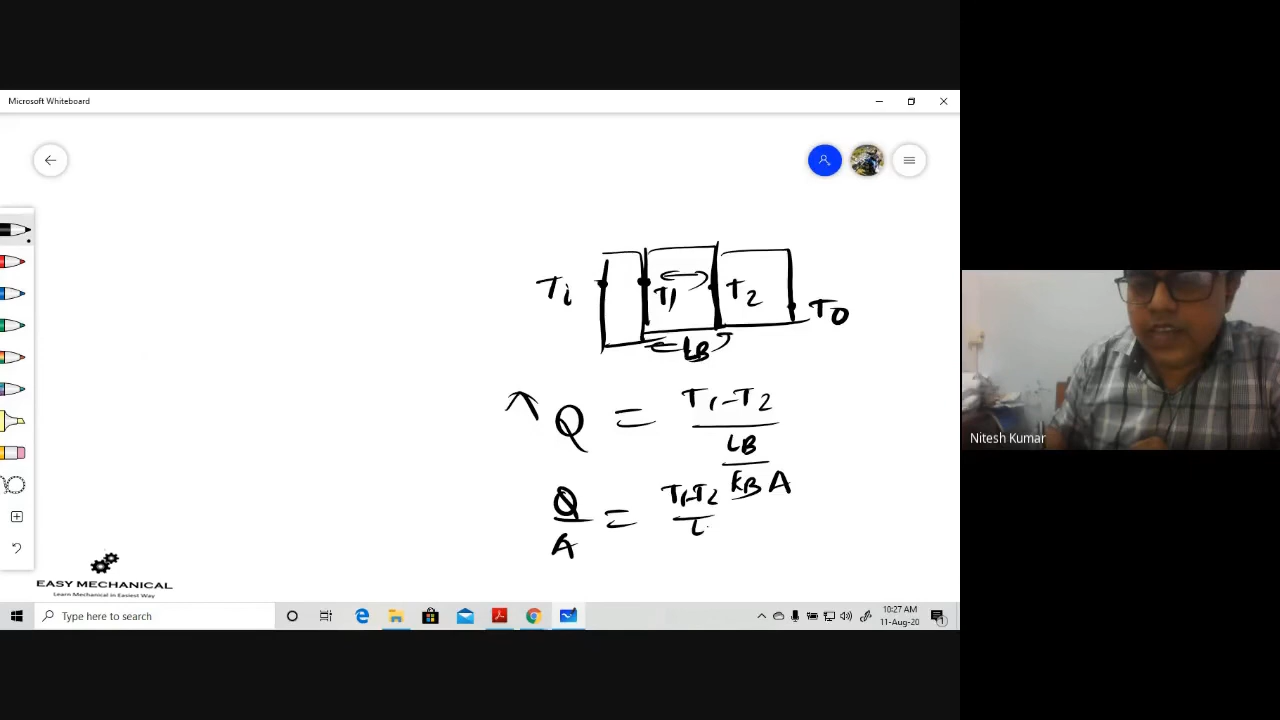 Microsoft Whiteboard
Ti T1 T2 To
LB
Q = T1-T2
LB
KB A
Q = T1-T2
A L
Nitesh Kumar
EASY MECHANICAL
Learn Mechanical in Easiest Way
Type here to search
10:27 AM
11-Aug-20
1